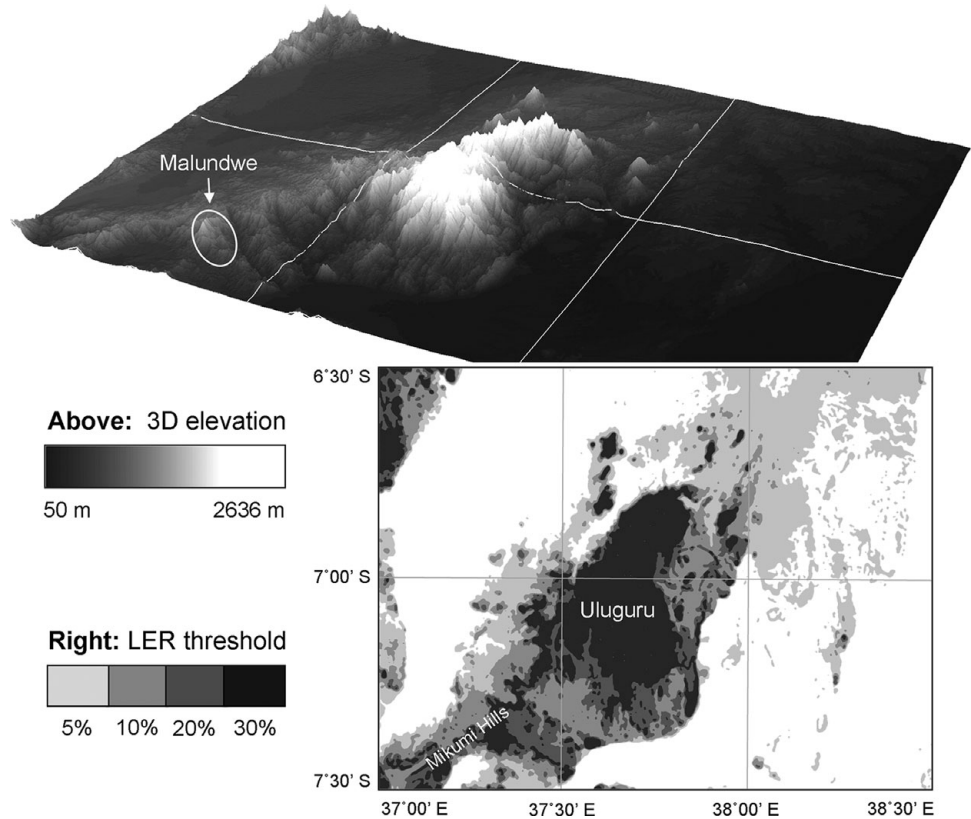 Malundwe
Above: 3D elevation
50 m 2636 m
Right: LER threshold
5% 10% 20% 30%
6˚30’ S
7˚00’ S
7˚30’ S
Uluguru
Mikumi Hills
37˚00’ E 37˚30’ E 38˚00’ E 38˚30’ E